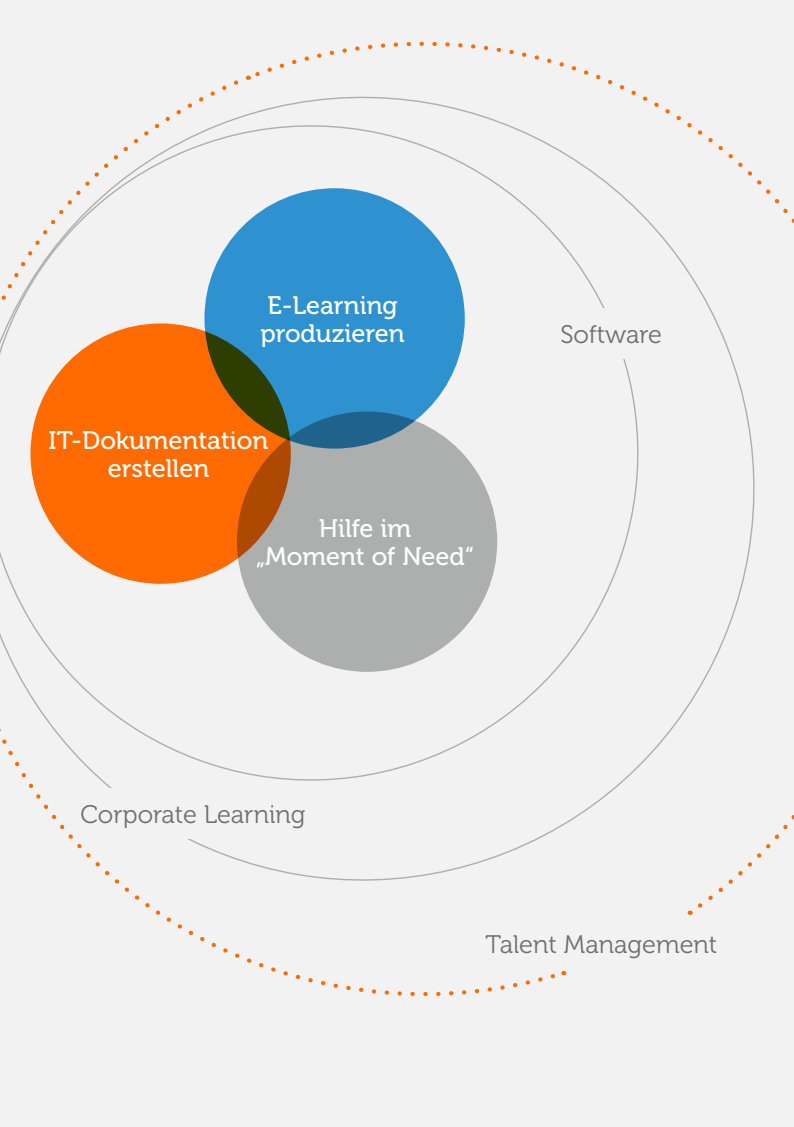 E-Learning
produzieren
Software
IT-Dokumentation
erstellen
Hilfe im
„Moment of Need“
Corporate Learning
Talent Management